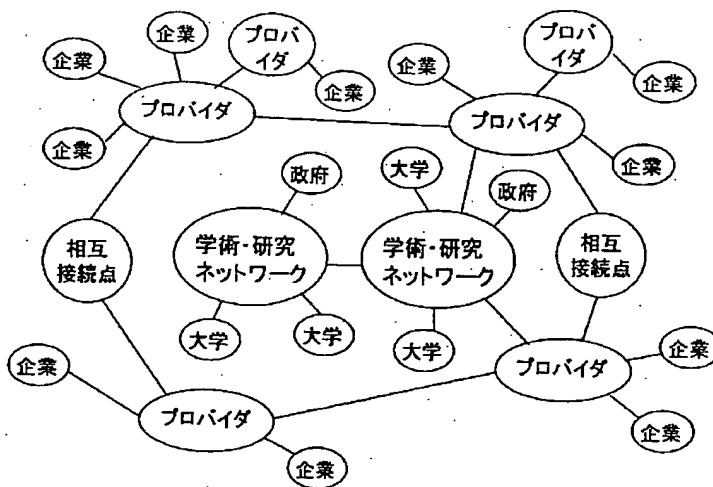 企業
プロバ
イダ
プロバ
イダ
企業
企業
企業
企業
プロバイダ
プロバイダ
企業
企業
大学
政府
政府
相互
接続点
学術・研究
ネットワーク
学術・研究
ネットワーク
相互
接続点
大学
大学
大学
企業
企業
プロバイダ
プロバイダ
企業
企業